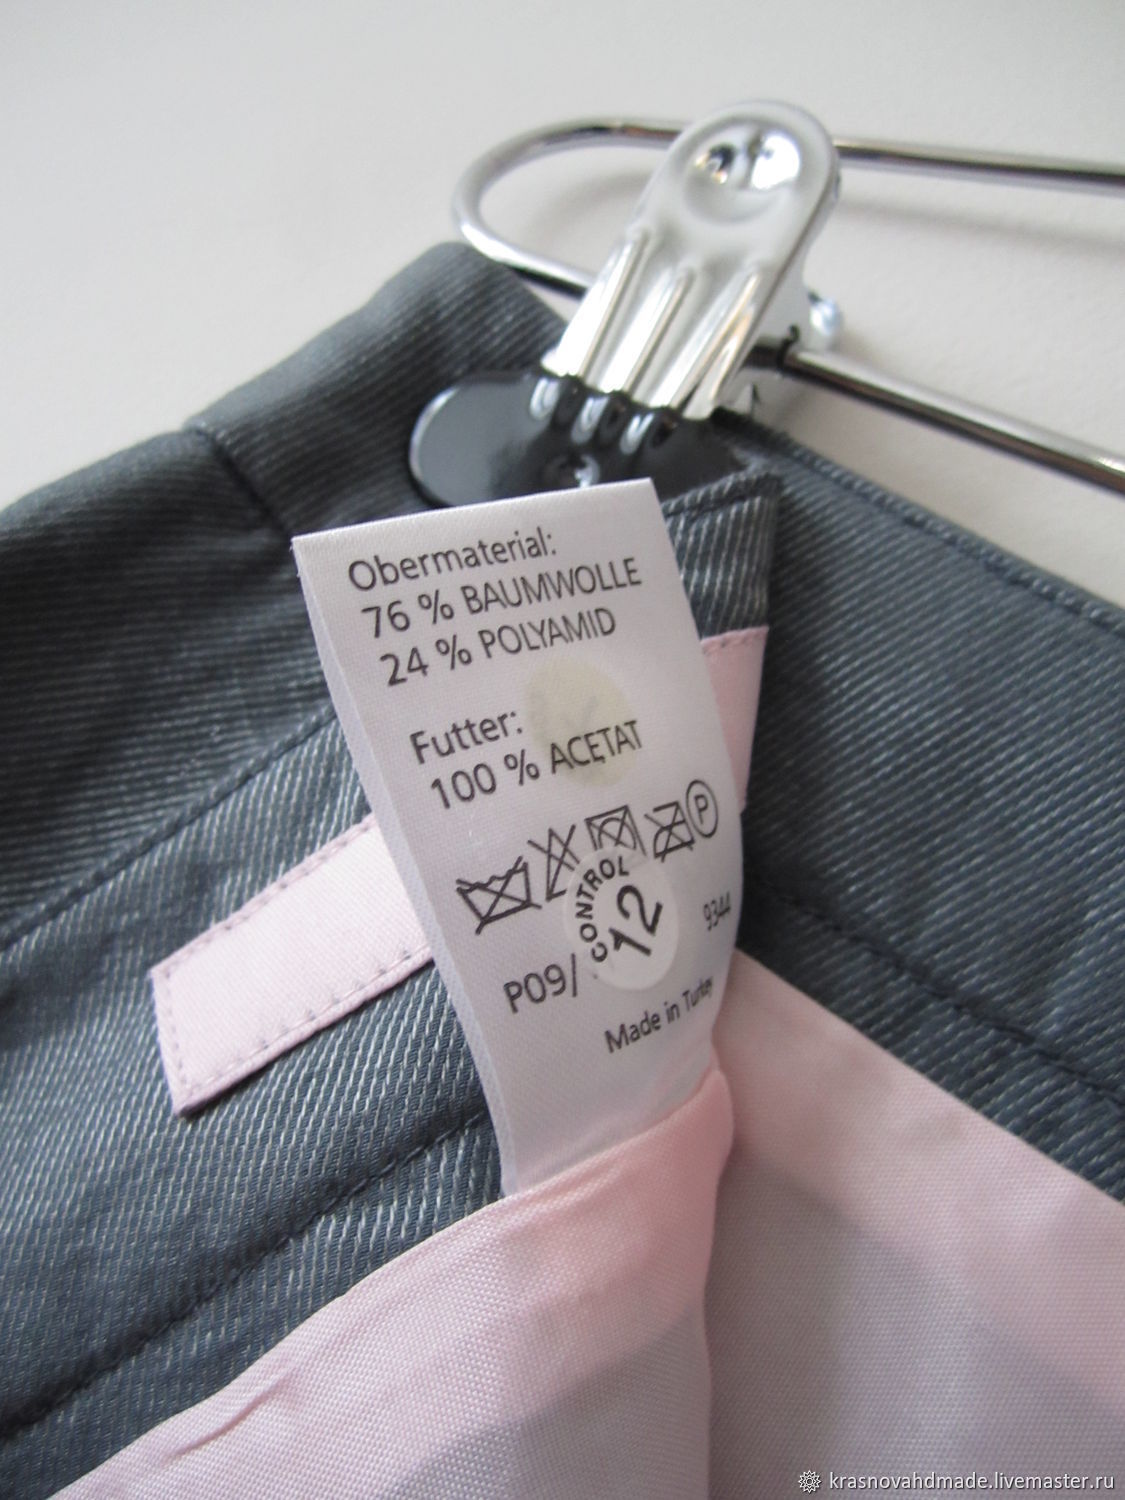 Obermaterial:
76 % BAUMWOLLE
24 % POLYAMID
Futter:
100 % ACETAT
P
CONTROL
12
9344
P09/
Made in Turkey
krasnovahdmade.livemaster.ru